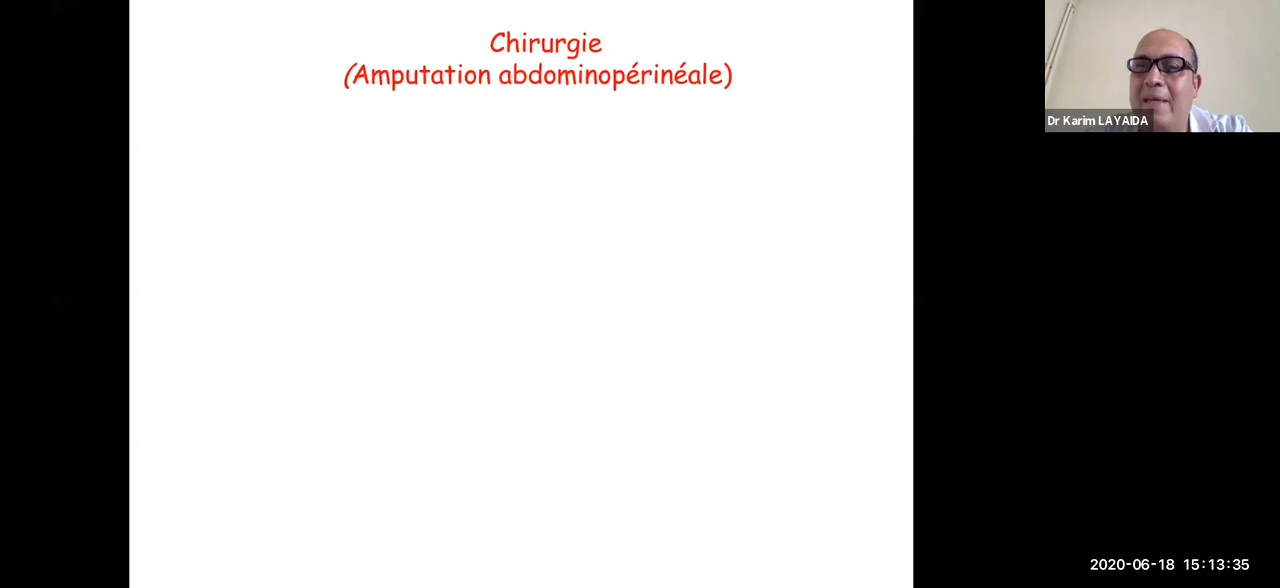 Chirurgie
(Amputation abdominopérinéale)
Dr Karim LAYAIDA
2020-06-18 15:13:35